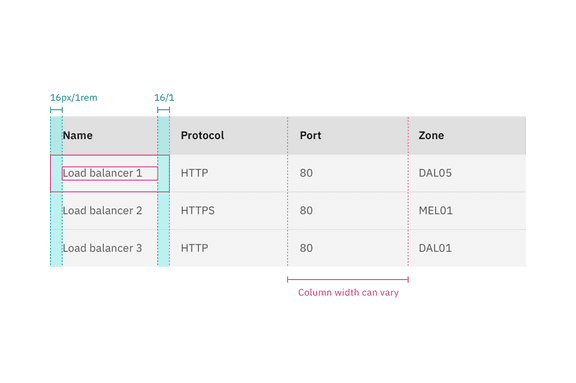 16px/1rem 16/1
Name Protocol Port Zone
Load balancer 1 HTTP 80 DAL05
Load balancer 2 HTTPS 80 MEL01
Load balancer 3 HTTP 80 DAL01
Column width can vary